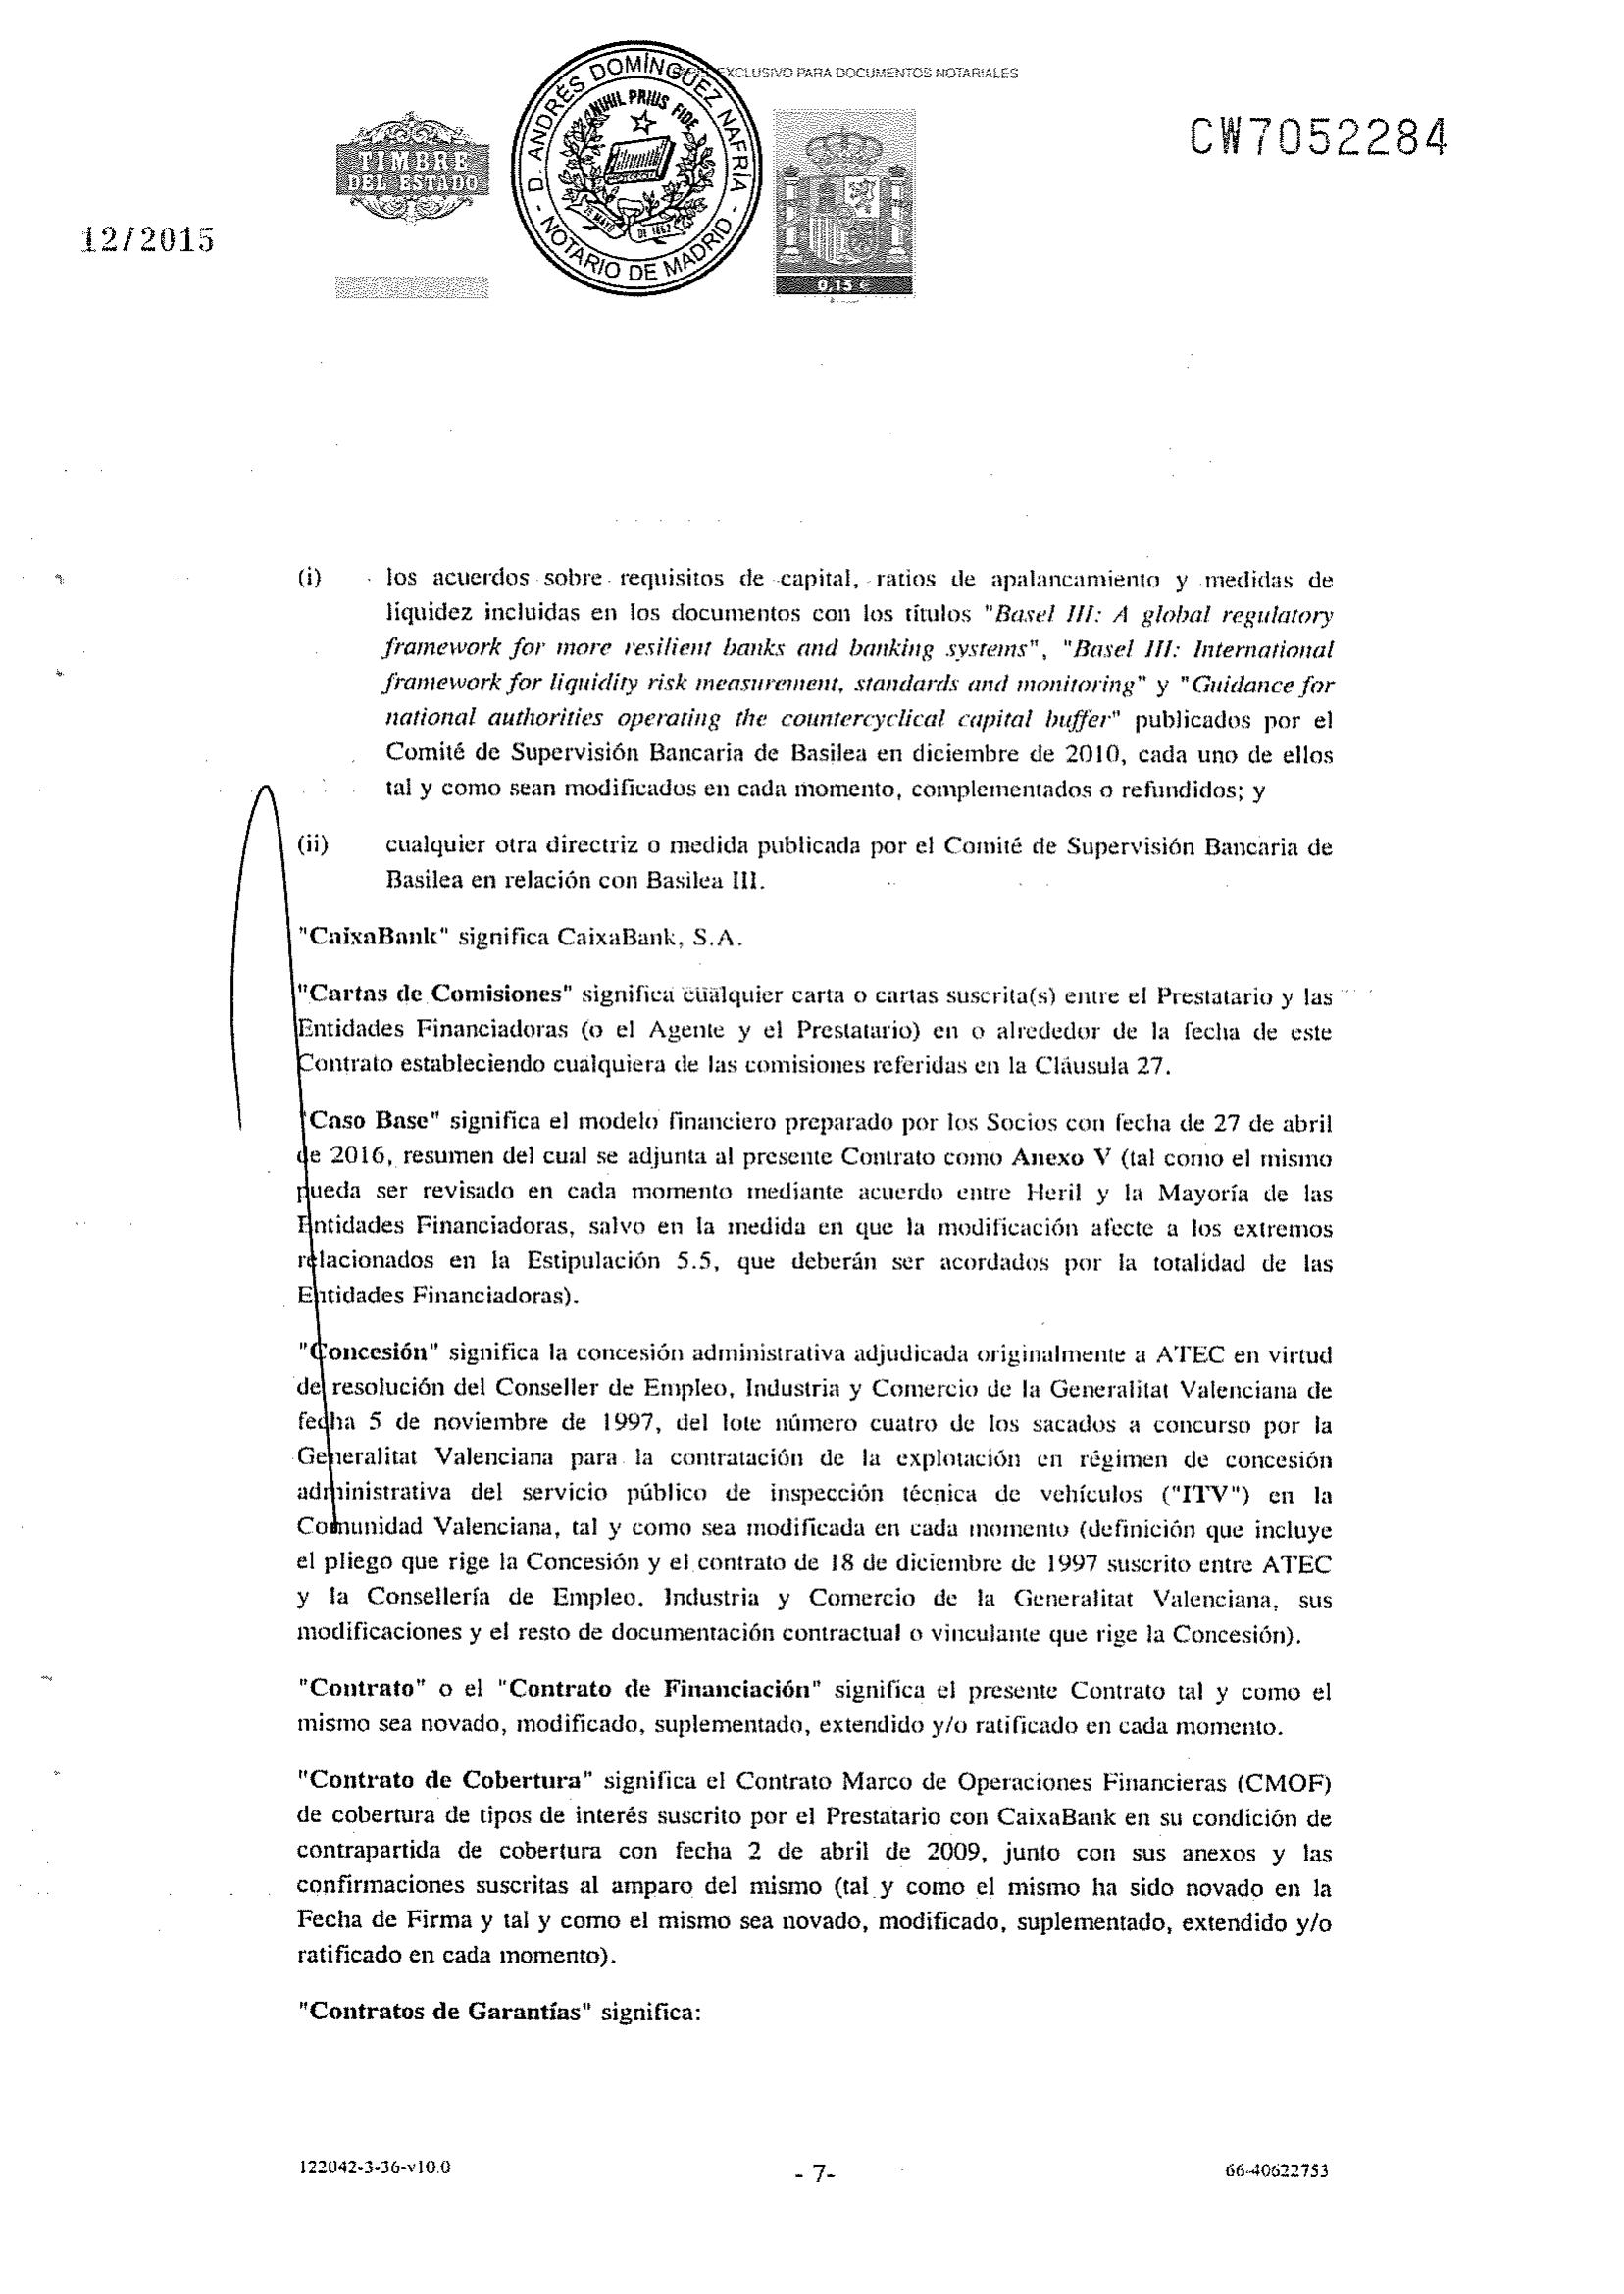 EXCLUSIVO PARA DOCUMENTOS NOTARIALES
D. ANDRÉS DOMÍNGUEZ NAFRÍA
- NOTARIO DE MADRID -
NIHIL PRIUS FIDE
DE 1862
TIMBRE
DEL ESTADO
0,15 €
CW7052284
12/2015
(i) los acuerdos sobre requisitos de capital, ratios de apalancamiento y medidas de
liquidez incluidas en los documentos con los títulos "Basel III: A global regulatory
framework for more resilient banks and banking systems", "Basel III: International
framework for liquidity risk measurement, standards and monitoring" y "Guidance for
national authorities operating the countercyclical capital buffer" publicados por el
Comité de Supervisión Bancaria de Basilea en diciembre de 2010, cada uno de ellos
tal y como sean modificados en cada momento, complementados o refundidos; y
(ii) cualquier otra directriz o medida publicada por el Comité de Supervisión Bancaria de
Basilea en relación con Basilea III.
"CaixaBank" significa CaixaBank, S.A.
"Cartas de Comisiones" significa cualquier carta o cartas suscrita(s) entre el Prestatario y las
Entidades Financiadoras (o el Agente y el Prestatario) en o alrededor de la fecha de este
Contrato estableciendo cualquiera de las comisiones referidas en la Cláusula 27.
"Caso Base" significa el modelo financiero preparado por los Socios con fecha de 27 de abril
de 2016, resumen del cual se adjunta al presente Contrato como Anexo V (tal como el mismo
pueda ser revisado en cada momento mediante acuerdo entre Heril y la Mayoría de las
Entidades Financiadoras, salvo en la medida en que la modificación afecte a los extremos
relacionados en la Estipulación 5.5, que deberán ser acordados por la totalidad de las
Entidades Financiadoras).
"Concesión" significa la concesión administrativa adjudicada originalmente a ATEC en virtud
de resolución del Conseller de Empleo, Industria y Comercio de la Generalitat Valenciana de
fecha 5 de noviembre de 1997, del lote número cuatro de los sacados a concurso por la
Generalitat Valenciana para la contratación de la explotación en régimen de concesión
administrativa del servicio público de inspección técnica de vehículos ("ITV") en la
Comunidad Valenciana, tal y como sea modificada en cada momento (definición que incluye
el pliego que rige la Concesión y el contrato de 18 de diciembre de 1997 suscrito entre ATEC
y la Consellería de Empleo, Industria y Comercio de la Generalitat Valenciana, sus
modificaciones y el resto de documentación contractual o vinculante que rige la Concesión).
"Contrato" o el "Contrato de Financiación" significa el presente Contrato tal y como el
mismo sea novado, modificado, suplementado, extendido y/o ratificado en cada momento.
"Contrato de Cobertura" significa el Contrato Marco de Operaciones Financieras (CMOF)
de cobertura de tipos de interés suscrito por el Prestatario con CaixaBank en su condición de
contrapartida de cobertura con fecha 2 de abril de 2009, junto con sus anexos y las
confirmaciones suscritas al amparo del mismo (tal y como el mismo ha sido novado en la
Fecha de Firma y tal y como el mismo sea novado, modificado, suplementado, extendido y/o
ratificado en cada momento).
"Contratos de Garantías" significa:
122042-3-36-v10.0
- 7-
66-40622753